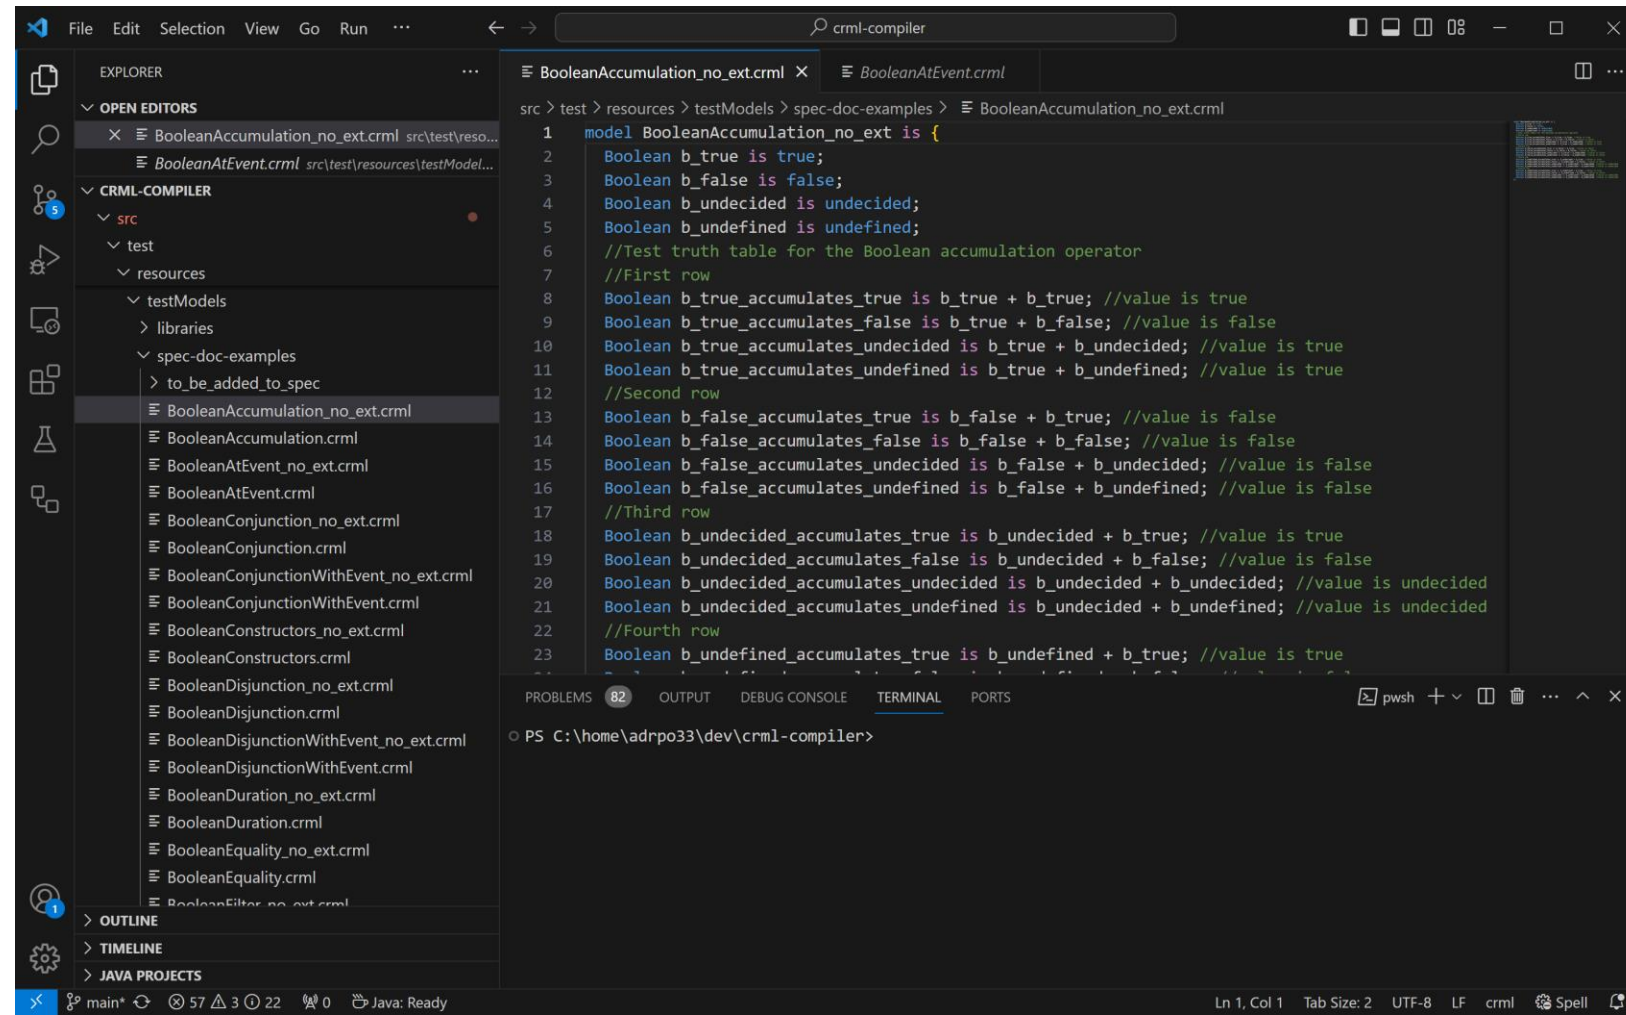 File Edit Selection View Go Run ··· crml-compiler
EXPLORER ···
OPEN EDITORS
BooleanAccumulation_no_ext.crml src\test\reso...
BooleanAtEvent.crml src\test\resources\testModel...
CRML-COMPILER
src
test
resources
testModels
libraries
spec-doc-examples
to_be_added_to_spec
BooleanAccumulation_no_ext.crml
BooleanAccumulation.crml
BooleanAtEvent_no_ext.crml
BooleanAtEvent.crml
BooleanConjunction_no_ext.crml
BooleanConjunction.crml
BooleanConjunctionWithEvent_no_ext.crml
BooleanConjunctionWithEvent.crml
BooleanConstructors_no_ext.crml
BooleanConstructors.crml
BooleanDisjunction_no_ext.crml
BooleanDisjunction.crml
BooleanDisjunctionWithEvent_no_ext.crml
BooleanDisjunctionWithEvent.crml
BooleanDuration_no_ext.crml
BooleanDuration.crml
BooleanEquality_no_ext.crml
BooleanEquality.crml
BooleanFilter_no_ext.crml
OUTLINE
TIMELINE
JAVA PROJECTS
5
1
BooleanAccumulation_no_ext.crml BooleanAtEvent.crml
src > test > resources > testModels > spec-doc-examples > BooleanAccumulation_no_ext.crml
1 model BooleanAccumulation_no_ext is {
2 Boolean b_true is true;
3 Boolean b_false is false;
4 Boolean b_undecided is undecided;
5 Boolean b_undefined is undefined;
6 //Test truth table for the Boolean accumulation operator
7 //First row
8 Boolean b_true_accumulates_true is b_true + b_true; //value is true
9 Boolean b_true_accumulates_false is b_true + b_false; //value is false
10 Boolean b_true_accumulates_undecided is b_true + b_undecided; //value is true
11 Boolean b_true_accumulates_undefined is b_true + b_undefined; //value is true
12 //Second row
13 Boolean b_false_accumulates_true is b_false + b_true; //value is false
14 Boolean b_false_accumulates_false is b_false + b_false; //value is false
15 Boolean b_false_accumulates_undecided is b_false + b_undecided; //value is false
16 Boolean b_false_accumulates_undefined is b_false + b_undefined; //value is false
17 //Third row
18 Boolean b_undecided_accumulates_true is b_undecided + b_true; //value is true
19 Boolean b_undecided_accumulates_false is b_undecided + b_false; //value is false
20 Boolean b_undecided_accumulates_undecided is b_undecided + b_undecided; //value is undecided
21 Boolean b_undecided_accumulates_undefined is b_undecided + b_undefined; //value is undecided
22 //Fourth row
23 Boolean b_undefined_accumulates_true is b_undefined + b_true; //value is true
PROBLEMS 82 OUTPUT DEBUG CONSOLE TERMINAL PORTS pwsh
PS C:\home\adrpo33\dev\crml-compiler>
main* 57 3 22 0 Java: Ready Ln 1, Col 1 Tab Size: 2 UTF-8 LF crml Spell